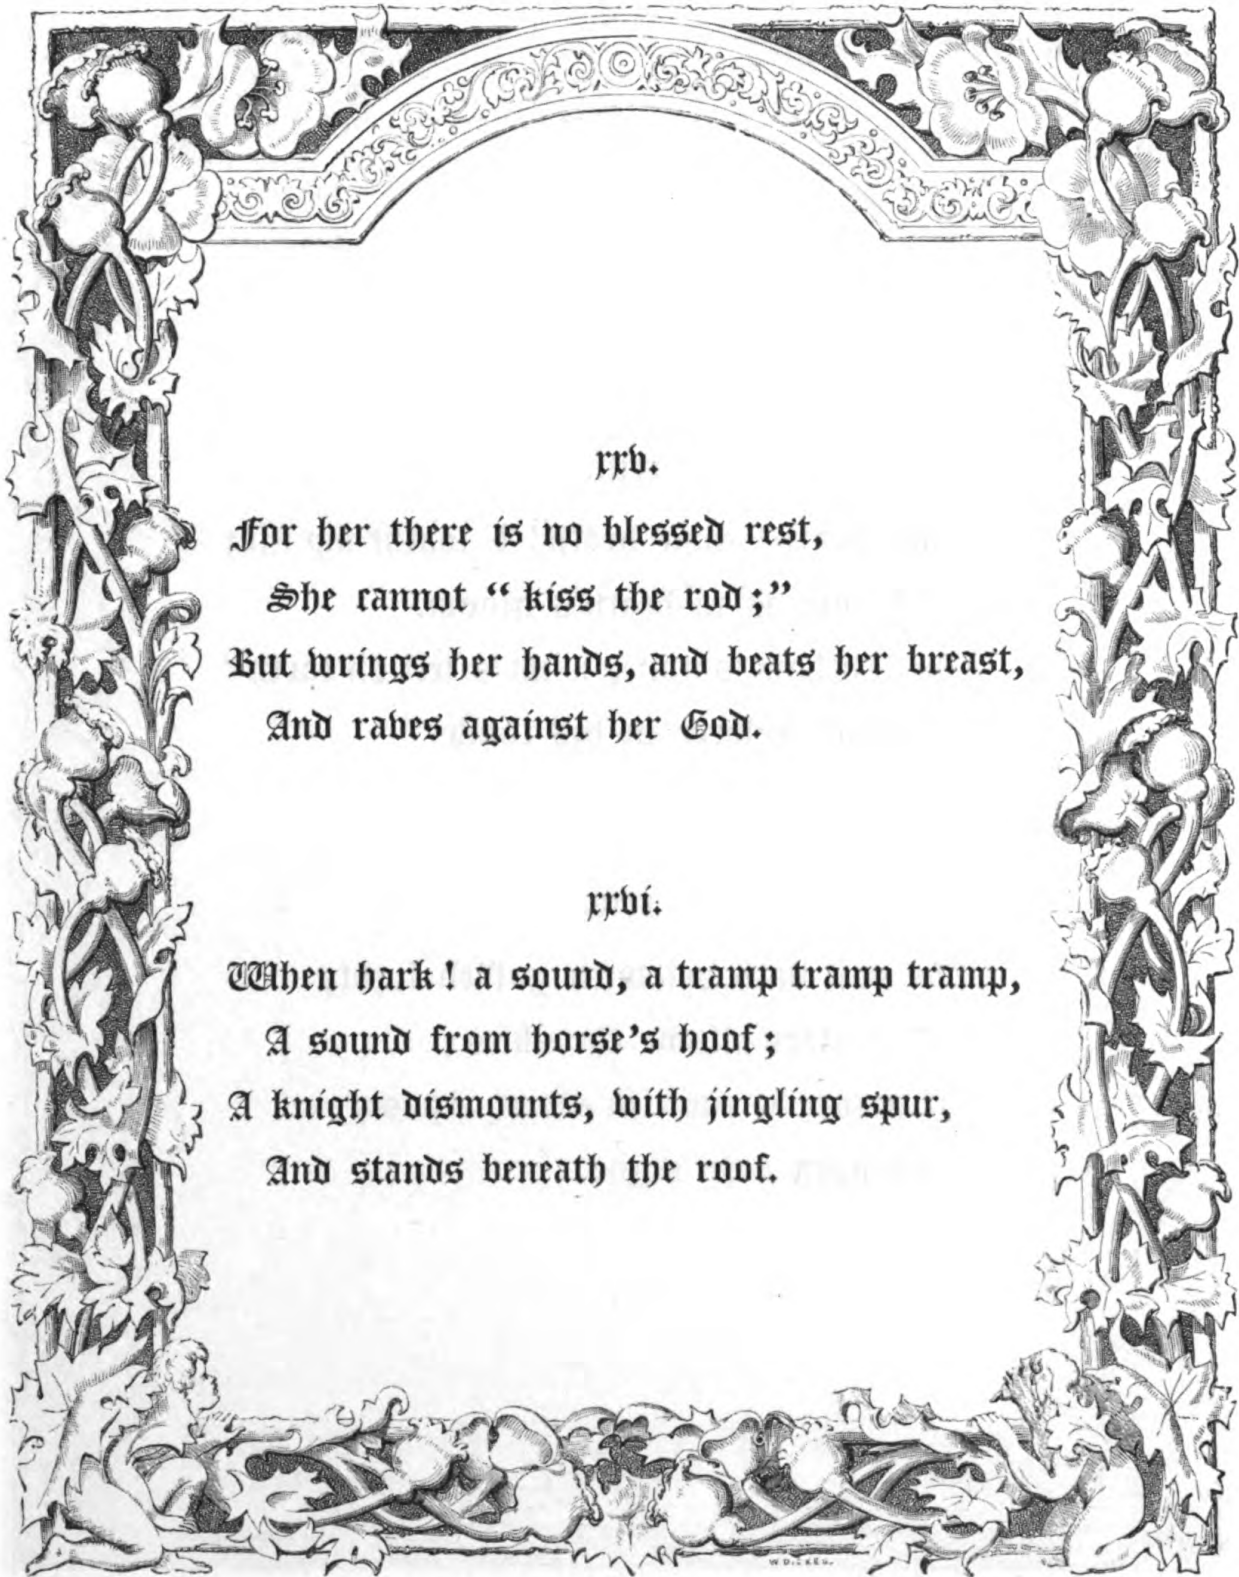 xxv.
For her there is no blessed rest,
She cannot “ kiss the rod ;”
But wrings her hands, and beats her breast,
And raves against her God.
xxvi.
When hark ! a sound, a tramp tramp tramp,
A sound from horse’s hoof ;
A knight dismounts, with jingling spur,
And stands beneath the roof.
W DICKES.